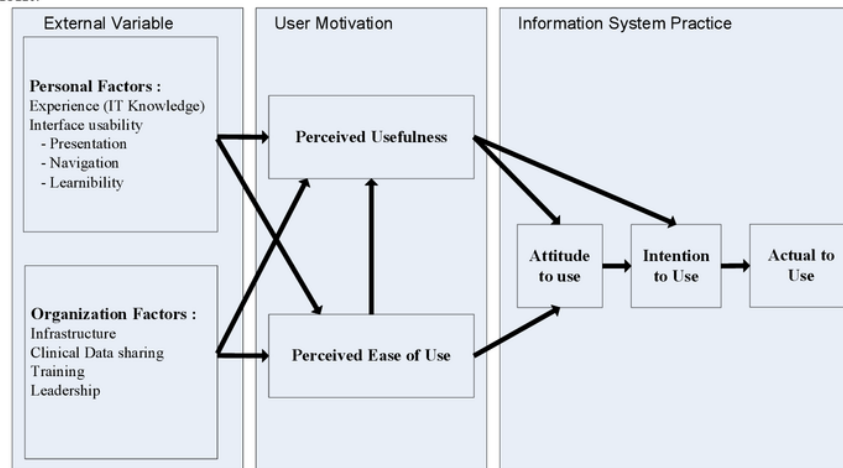 External Variable
User Motivation
Information System Practice
Personal Factors :
Experience (IT Knowledge)
Interface usability
- Presentation
- Navigation
- Learnibility
Organization Factors :
Infrastructure
Clinical Data sharing
Training
Leadership
Perceived Usefulness
Perceived Ease of Use
Attitude
to use
Intention
to Use
Actual to
Use